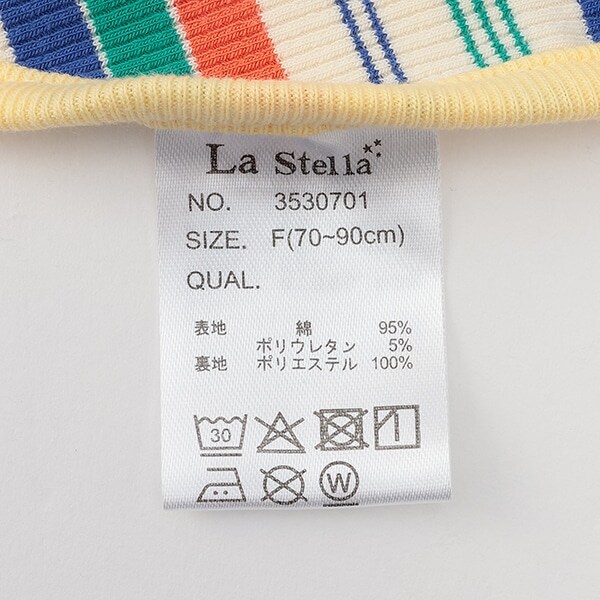 La Stella
NO. 3530701
SIZE. F(70~90cm)
QUAL.
表地 綿 95%
ポリウレタン 5%
裏地 ポリエステル 100%
30
W